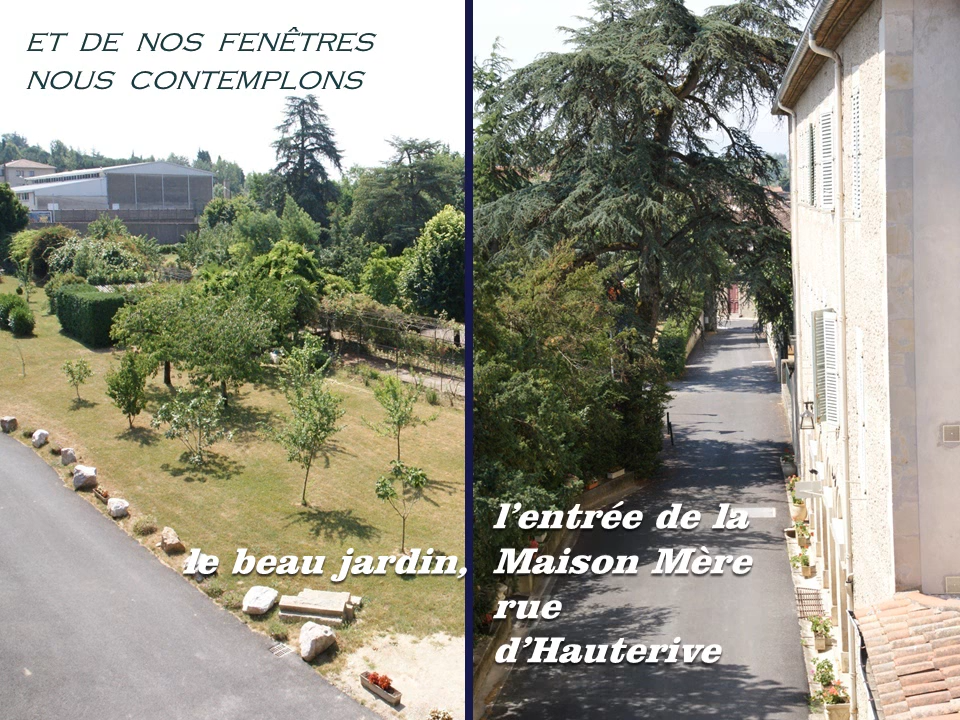 ET DE NOS FENÊTRES
NOUS CONTEMPLONS
le beau jardin,
l’entrée de la
Maison Mère
rue
d’Hauterive